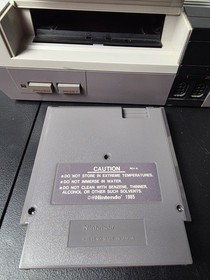 CAUTION
●DO NOT STORE IN EXTREME TEMPERATURES.
●DO NOT IMMERSE IN WATER.
●DO NOT CLEAN WITH BENZENE, THINNER,
ALCOHOL OR OTHER SUCH SOLVENTS.
©®Nintendo 1985
Nintendo